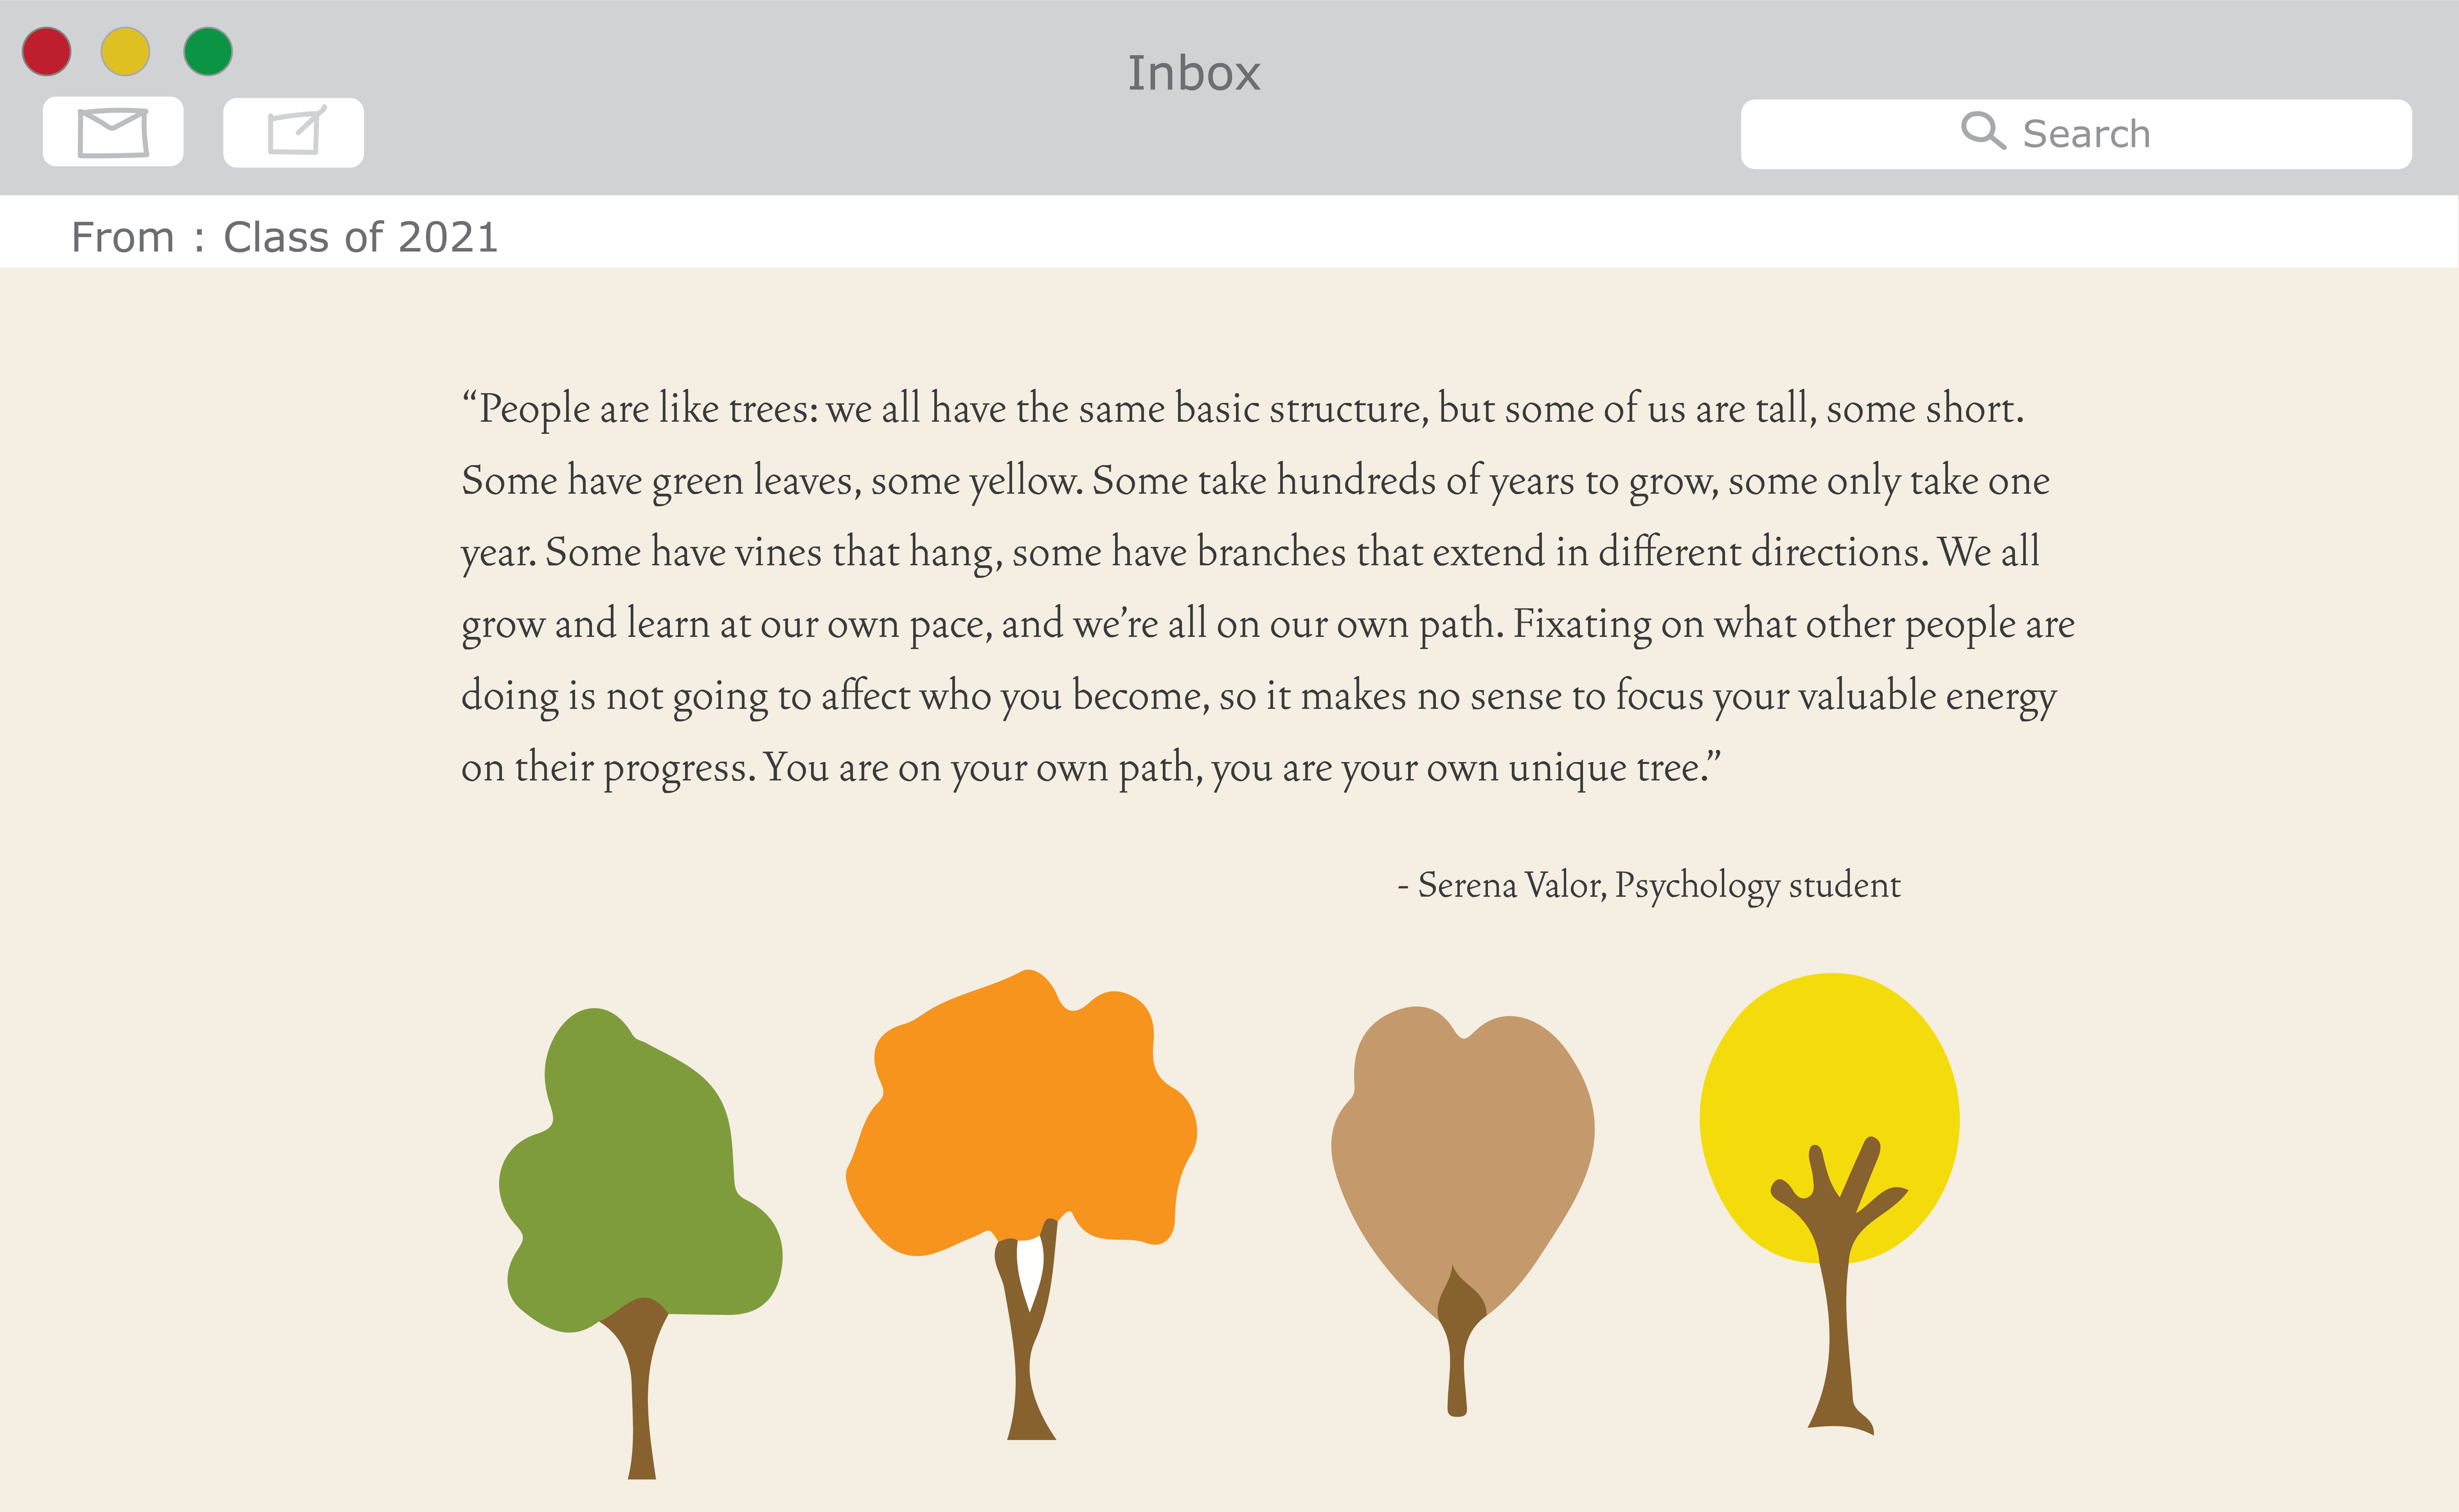 Inbox
Search
From : Class of 2021
“People are like trees: we all have the same basic structure, but some of us are tall, some short.
Some have green leaves, some yellow. Some take hundreds of years to grow, some only take one
year. Some have vines that hang, some have branches that extend in different directions. We all
grow and learn at our own pace, and we’re all on our own path. Fixating on what other people are
doing is not going to affect who you become, so it makes no sense to focus your valuable energy
on their progress. You are on your own path, you are your own unique tree.”
- Serena Valor, Psychology student